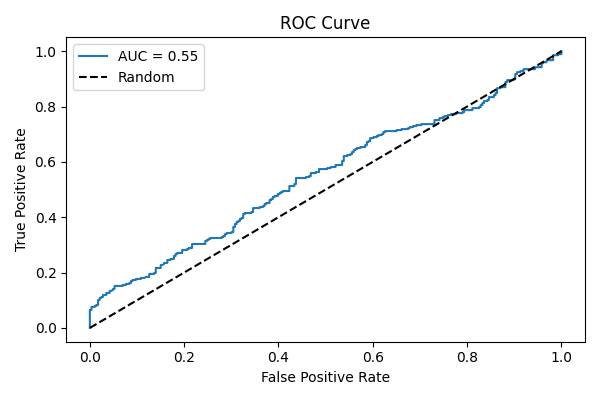 ROC Curve
AUC = 0.55
Random
True Positive Rate
1.0
0.8
0.6
0.4
0.2
0.0
0.0 0.2 0.4 0.6 0.8 1.0
False Positive Rate